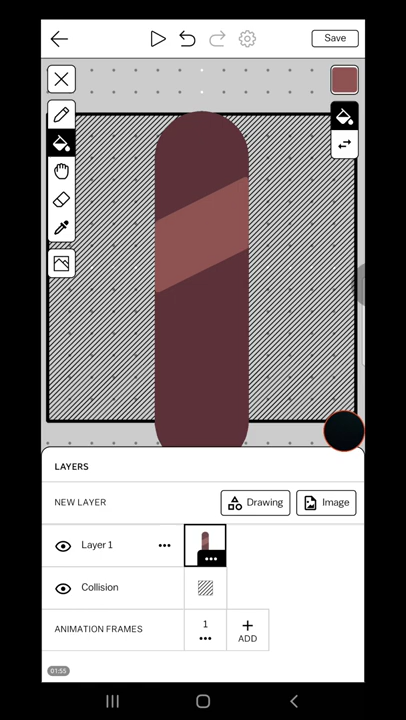 Save
LAYERS
NEW LAYER
Drawing
Image
Layer 1
Collision
ANIMATION FRAMES
1
ADD
01:55